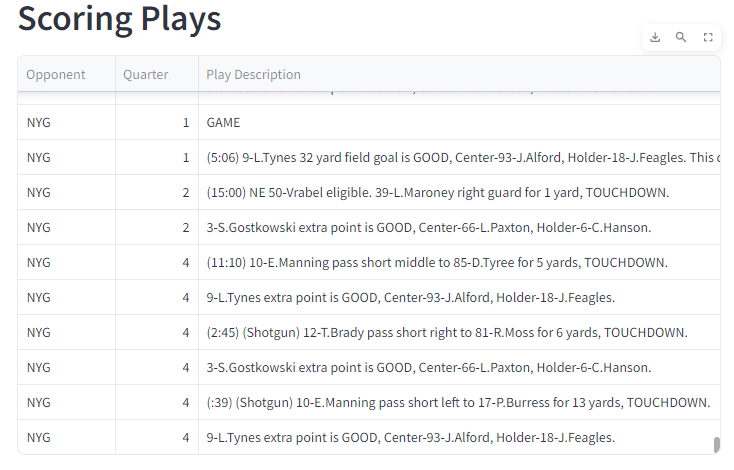 Scoring Plays
Opponent Quarter Play Description
NYG 1 GAME
NYG 1 (5:06) 9-L.Tynes 32 yard field goal is GOOD, Center-93-J.Alford, Holder-18-J.Feagles. This
NYG 2 (15:00) NE 50-Vrabel eligible. 39-L.Maroney right guard for 1 yard, TOUCHDOWN.
NYG 2 3-S.Gostkowski extra point is GOOD, Center-66-L.Paxton, Holder-6-C.Hanson.
NYG 4 (11:10) 10-E.Manning pass short middle to 85-D.Tyree for 5 yards, TOUCHDOWN.
NYG 4 9-L.Tynes extra point is GOOD, Center-93-J.Alford, Holder-18-J.Feagles.
NYG 4 (2:45) (Shotgun) 12-T.Brady pass short right to 81-R.Moss for 6 yards, TOUCHDOWN.
NYG 4 3-S.Gostkowski extra point is GOOD, Center-66-L.Paxton, Holder-6-C.Hanson.
NYG 4 (:39) (Shotgun) 10-E.Manning pass short left to 17-P.Burress for 13 yards, TOUCHDOWN.
NYG 4 9-L.Tynes extra point is GOOD, Center-93-J.Alford, Holder-18-J.Feagles.